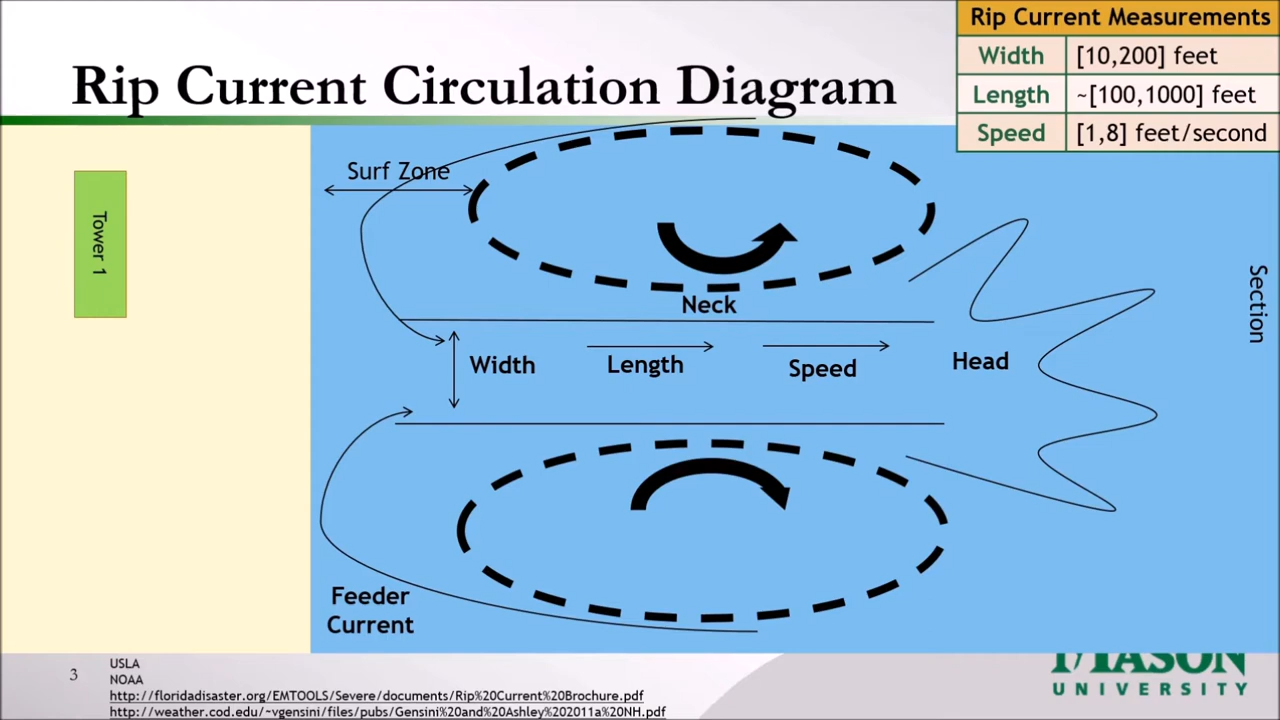 Rip Current Measurements
Width [10,200] feet
Length ~[100,1000] feet
Speed [1,8] feet/second
Rip Current Circulation Diagram
Surf Zone
Tower 1
Section
Neck
Width Length Speed Head
Feeder
Current
3
USLA
NOAA
http://floridadisaster.org/EMTOOLS/Severe/documents/Rip%20Current%20Brochure.pdf
http://weather.cod.edu/~vgensini/files/pubs/Gensini%20and%20Ashley%202011a%20NH.pdf
MASON
UNIVERSITY